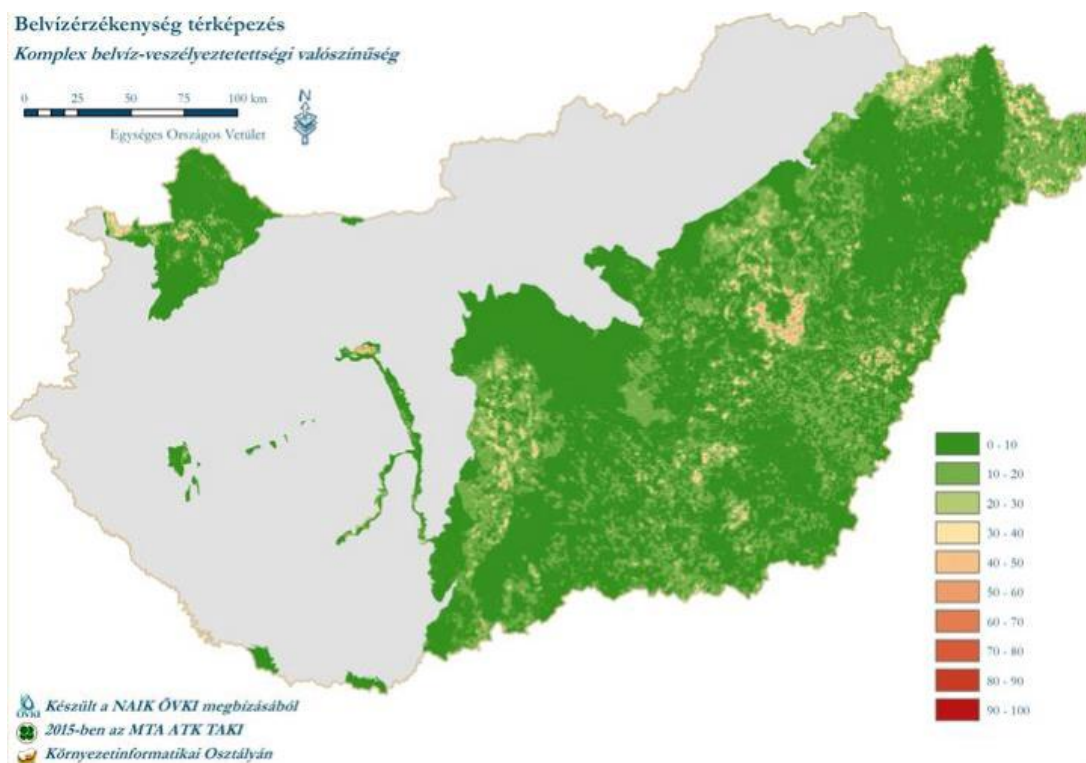 Belvízérzékenység térképezés
Komplex belvíz-veszélyeztetettségi valószínűség
0 25 50 75 100 km
N
Egységes Országos Vetület
0 - 10
10 - 20
20 - 30
30 - 40
40 - 50
50 - 60
60 - 70
70 - 80
80 - 90
90 - 100
ÖVKI
Készült a NAIK ÖVKI megbízásából
2015-ben az MTA ATK TAKI
Környezetinformatikai Osztályán